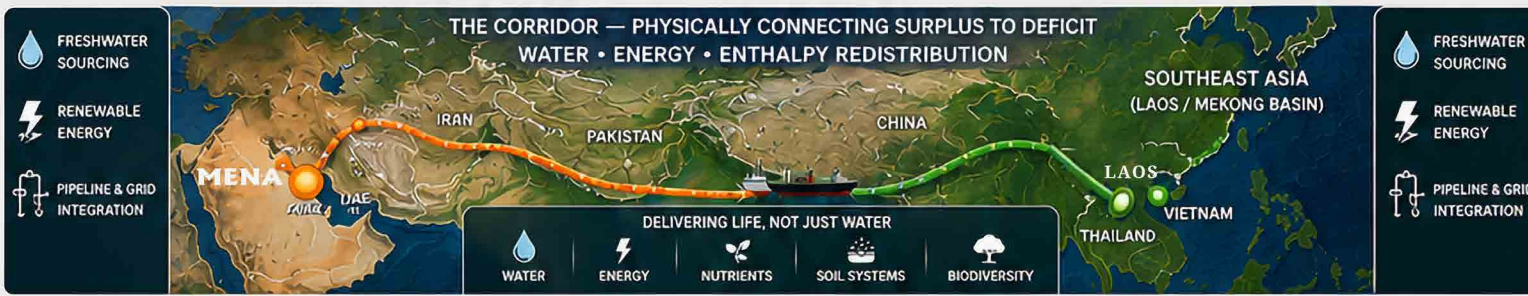 FRESHWATER
SOURCING
RENEWABLE
ENERGY
PIPELINE & GRID
INTEGRATION
THE CORRIDOR — PHYSICALLY CONNECTING SURPLUS TO DEFICIT
WATER • ENERGY • ENTHALPY REDISTRIBUTION
SOUTHEAST ASIA
(LAOS / MEKONG BASIN)
IRAN
PAKISTAN
CHINA
MENA
UAE
LAOS
VIETNAM
THAILAND
DELIVERING LIFE, NOT JUST WATER
WATER
ENERGY
NUTRIENTS
SOIL SYSTEMS
BIODIVERSITY
FRESHWATER
SOURCING
RENEWABLE
ENERGY
PIPELINE & GRID
INTEGRATION